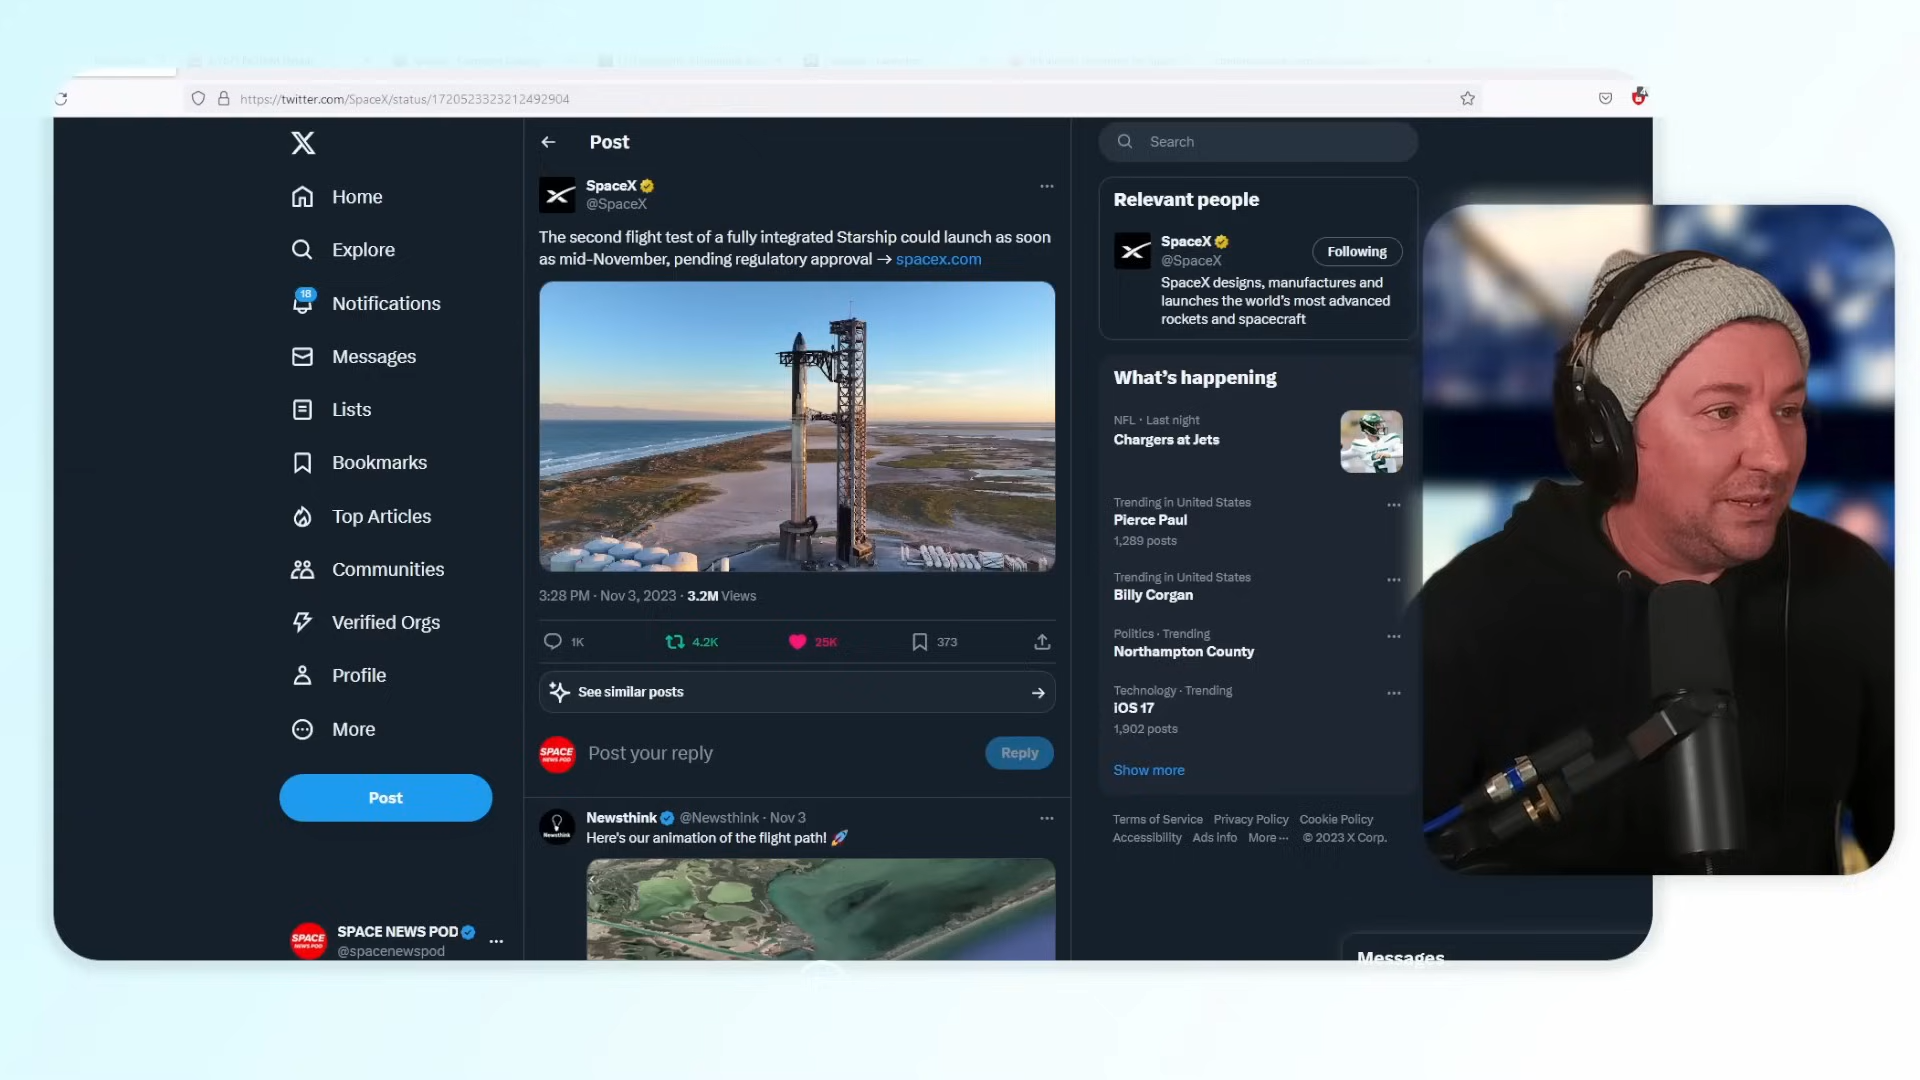 https://twitter.com/SpaceX/status/1720523323212492904
Home
Explore
18
Notifications
Messages
Lists
Bookmarks
Top Articles
Communities
Verified Orgs
Profile
More
Post
SPACE NEWS POD
SPACE NEWS POD
@spacenewspod
Post
SpaceX
@SpaceX
The second flight test of a fully integrated Starship could launch as soon
as mid-November, pending regulatory approval → spacex.com
3:28 PM · Nov 3, 2023 · 3.2M Views
1K 4.2K 25K 373
See similar posts
SPACE NEWS POD
Post your reply
Reply
Newsthink
Newsthink @Newsthink · Nov 3
Here's our animation of the flight path! 🚀
Search
Relevant people
SpaceX
@SpaceX
Following
SpaceX designs, manufactures and
launches the world's most advanced
rockets and spacecraft
What's happening
NFL · Last night
Chargers at Jets
Trending in United States
Pierce Paul
1,289 posts
Trending in United States
Billy Corgan
Politics · Trending
Northampton County
Technology · Trending
iOS 17
1,902 posts
Show more
Terms of Service Privacy Policy Cookie Policy
Accessibility Ads info More ··· © 2023 X Corp.
Messages